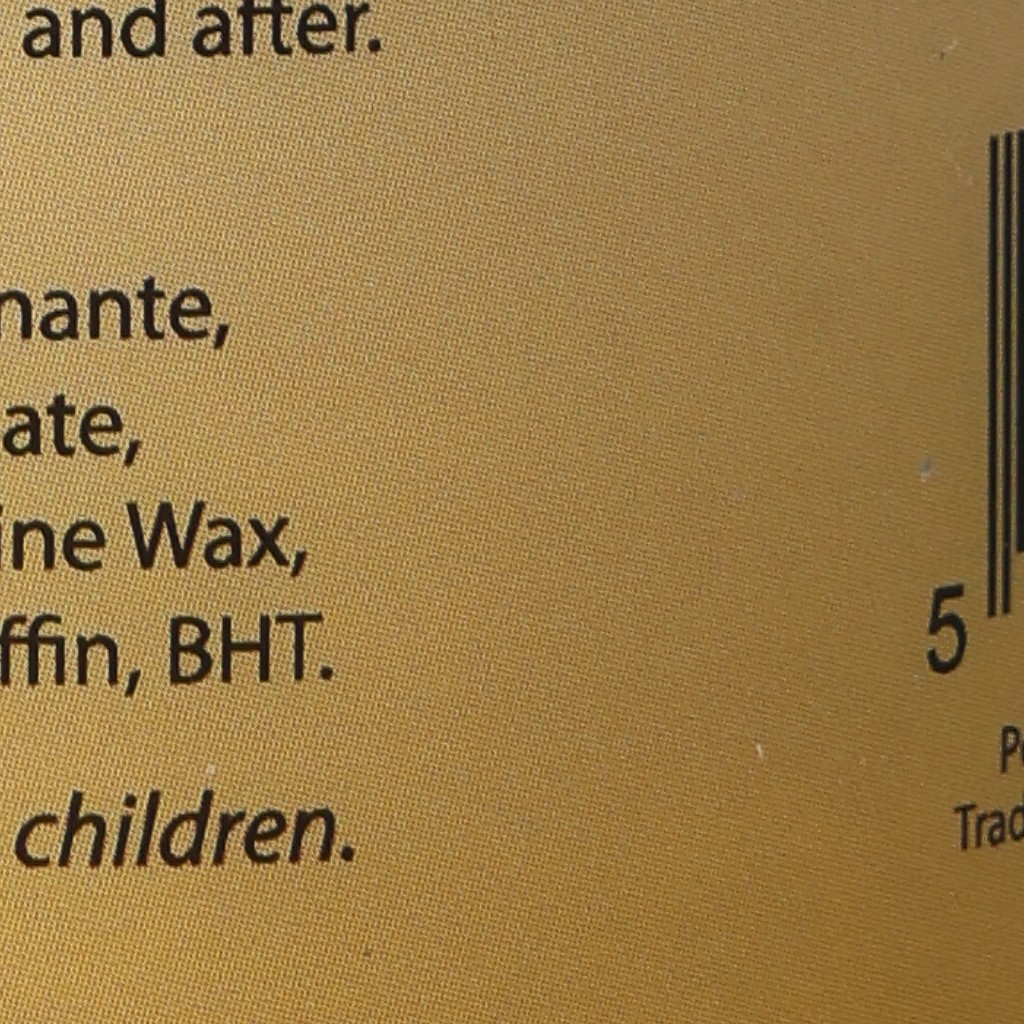 and after.
nante,
ate,
ine Wax,
ffin, BHT.
children.
5
Trad